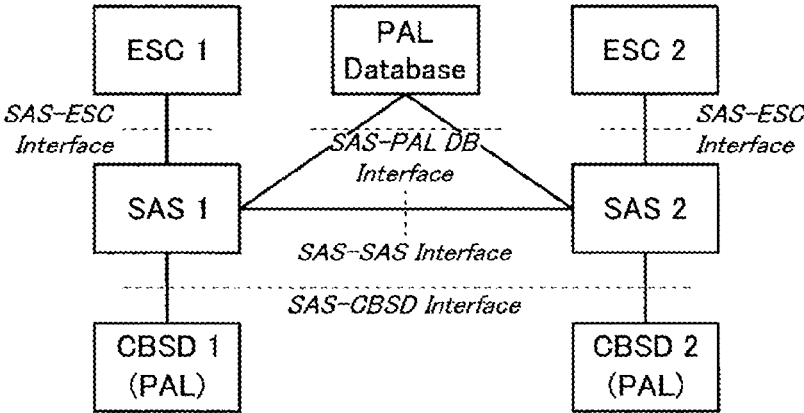 ESC 1
PAL
Database
ESC 2
SAS-ESC
Interface
SAS-PAL DB
Interface
SAS-ESC
Interface
SAS 1
SAS 2
SAS-SAS Interface
SAS-CBSD Interface
CBSD 1
(PAL)
CBSD 2
(PAL)